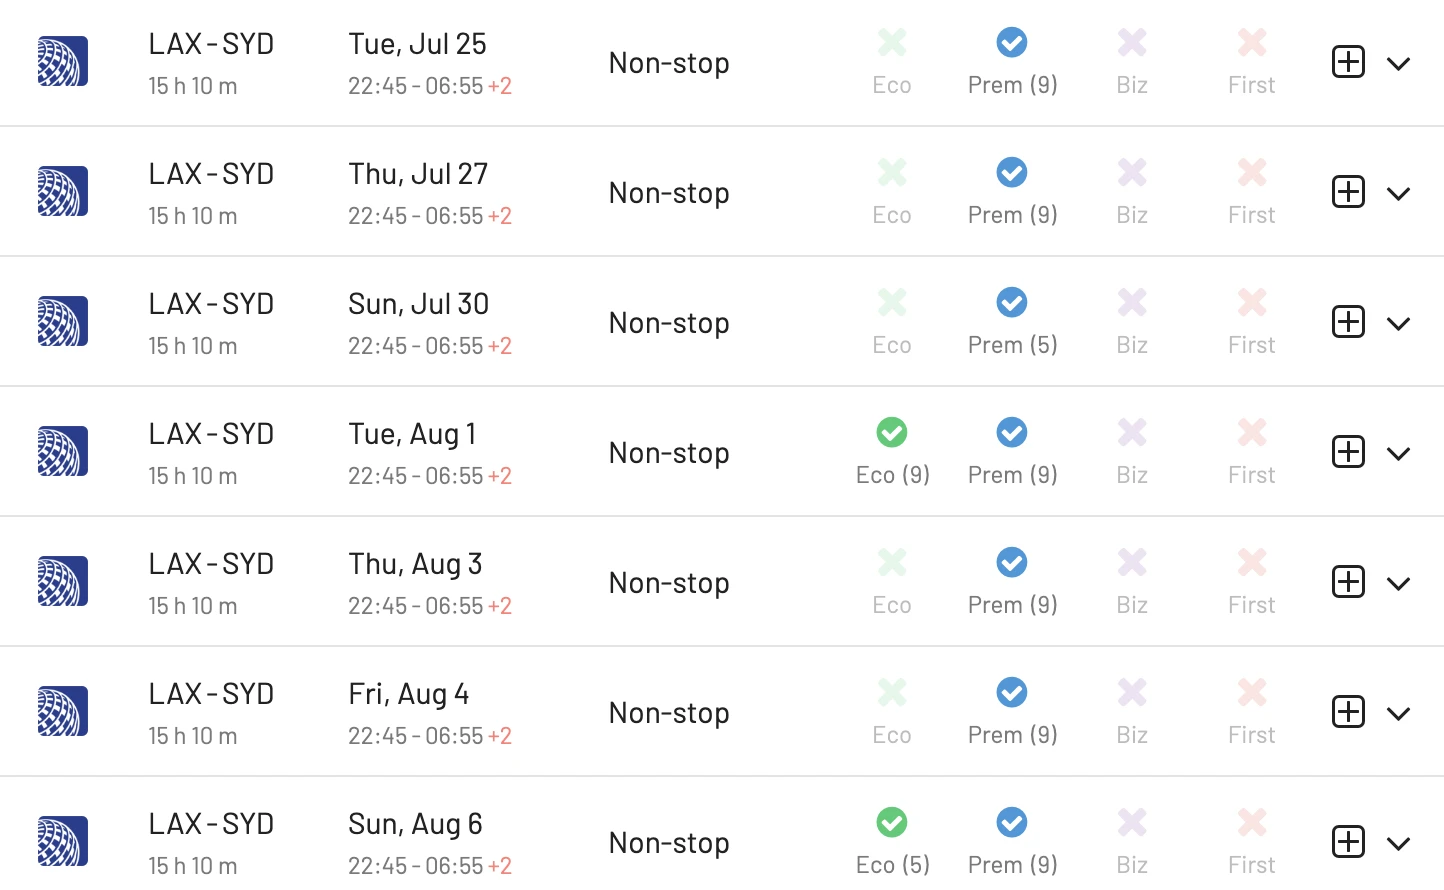 LAX - SYD Tue, Jul 25
Non-stop
15 h 10 m 22:45 - 06:55 +2 Eco Prem (9) Biz First
LAX - SYD Thu, Jul 27
Non-stop
15 h 10 m 22:45 - 06:55 +2 Eco Prem (9) Biz First
LAX - SYD Sun, Jul 30
Non-stop
15 h 10 m 22:45 - 06:55 +2 Eco Prem (5) Biz First
LAX - SYD Tue, Aug 1
Non-stop
15 h 10 m 22:45 - 06:55 +2 Eco (9) Prem (9) Biz First
LAX - SYD Thu, Aug 3
Non-stop
15 h 10 m 22:45 - 06:55 +2 Eco Prem (9) Biz First
LAX - SYD Fri, Aug 4
Non-stop
15 h 10 m 22:45 - 06:55 +2 Eco Prem (9) Biz First
LAX - SYD Sun, Aug 6
Non-stop
15 h 10 m 22:45 - 06:55 +2 Eco (5) Prem (9) Biz First